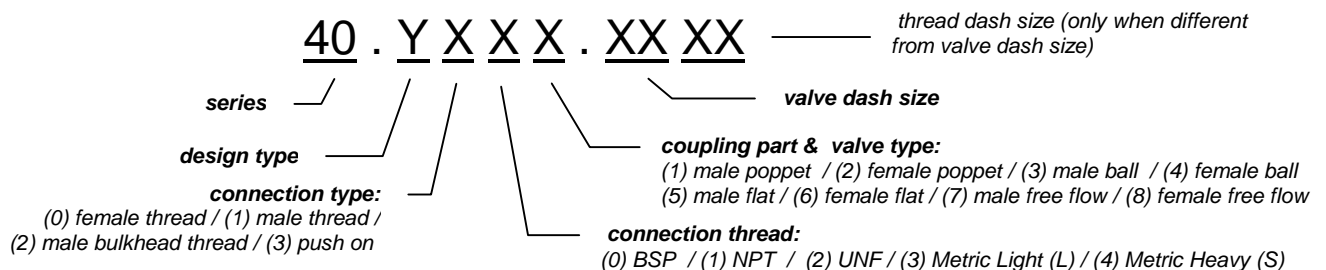 40 . Y X X X . XX XX
thread dash size (only when different
from valve dash size)
series
valve dash size
design type
coupling part & valve type:
(1) male poppet / (2) female poppet / (3) male ball / (4) female ball
(5) male flat / (6) female flat / (7) male free flow / (8) female free flow
connection type:
(0) female thread / (1) male thread /
(2) male bulkhead thread / (3) push on
connection thread:
(0) BSP / (1) NPT / (2) UNF / (3) Metric Light (L) / (4) Metric Heavy (S)